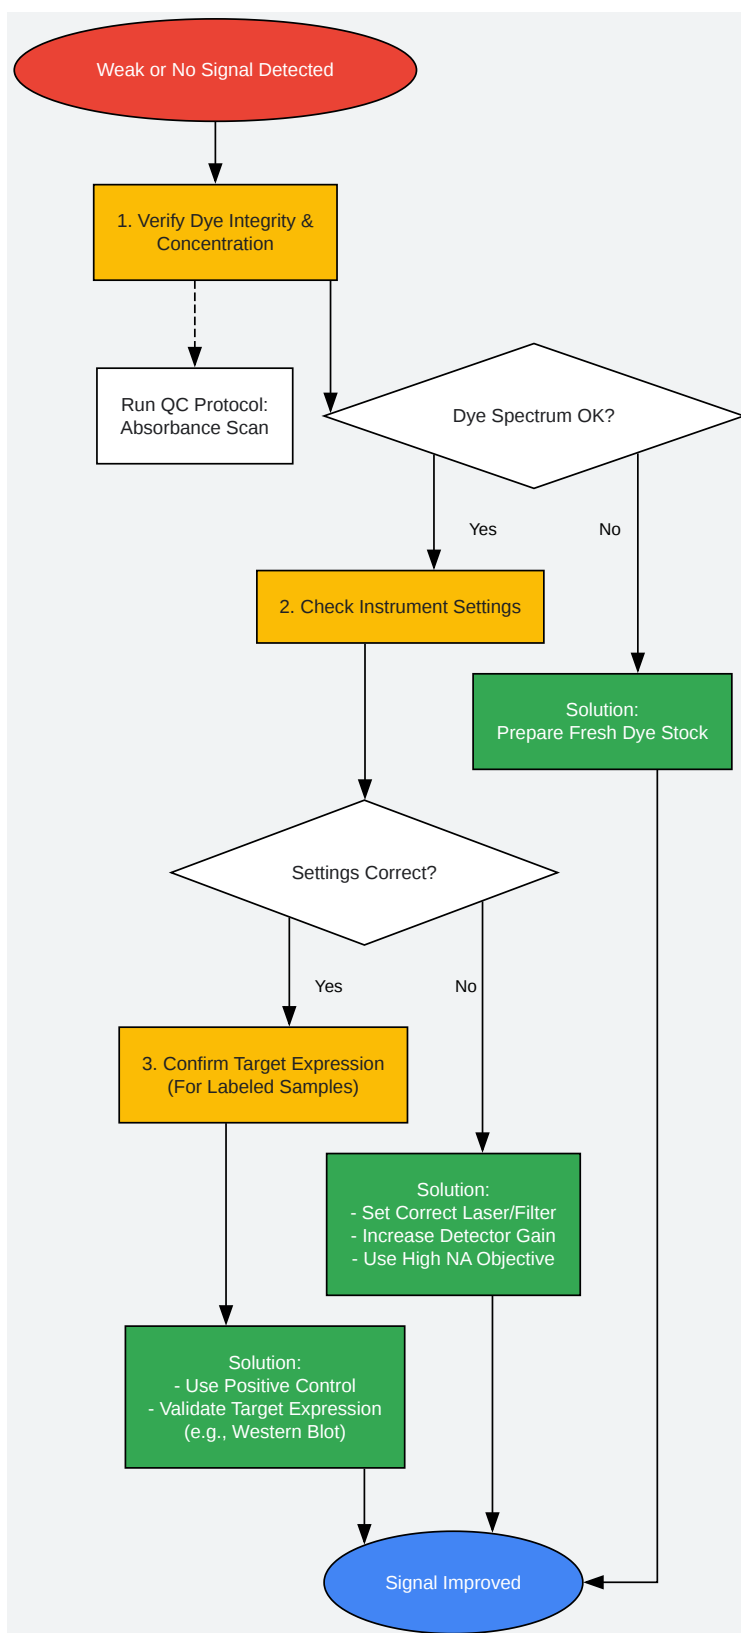 Weak or No Signal Detected
1. Verify Dye Integrity &
Concentration
Run QC Protocol:
Absorbance Scan
Dye Spectrum OK?
Yes
No
2. Check Instrument Settings
Solution:
Prepare Fresh Dye Stock
Settings Correct?
Yes
No
3. Confirm Target Expression
(For Labeled Samples)
Solution:
- Set Correct Laser/Filter
- Increase Detector Gain
- Use High NA Objective
Solution:
- Use Positive Control
- Validate Target Expression
(e.g., Western Blot)
Signal Improved